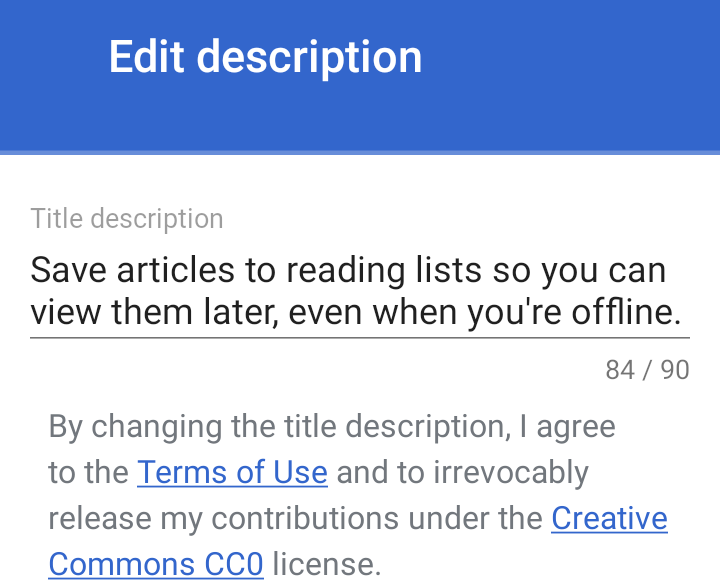 Edit description
Title description
Save articles to reading lists so you can
view them later, even when you're offline.
84 / 90
By changing the title description, I agree
to the Terms of Use and to irrevocably
release my contributions under the Creative
Commons CC0 license.